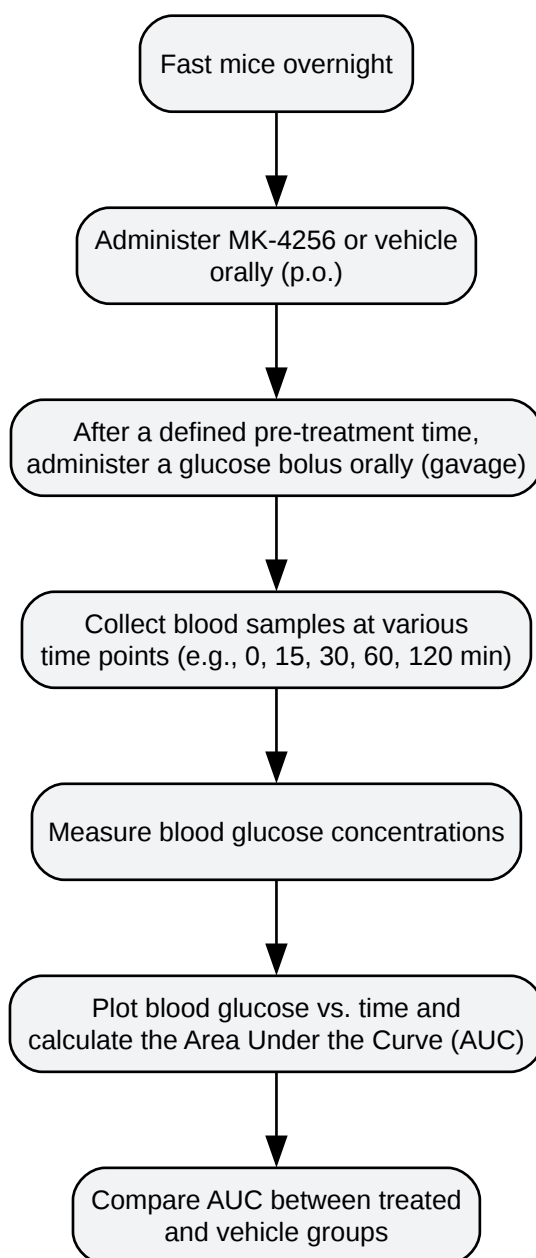 Fast mice overnight
Administer MK-4256 or vehicle
orally (p.o.)
After a defined pre-treatment time,
administer a glucose bolus orally (gavage)
Collect blood samples at various
time points (e.g., 0, 15, 30, 60, 120 min)
Measure blood glucose concentrations
Plot blood glucose vs. time and
calculate the Area Under the Curve (AUC)
Compare AUC between treated
and vehicle groups